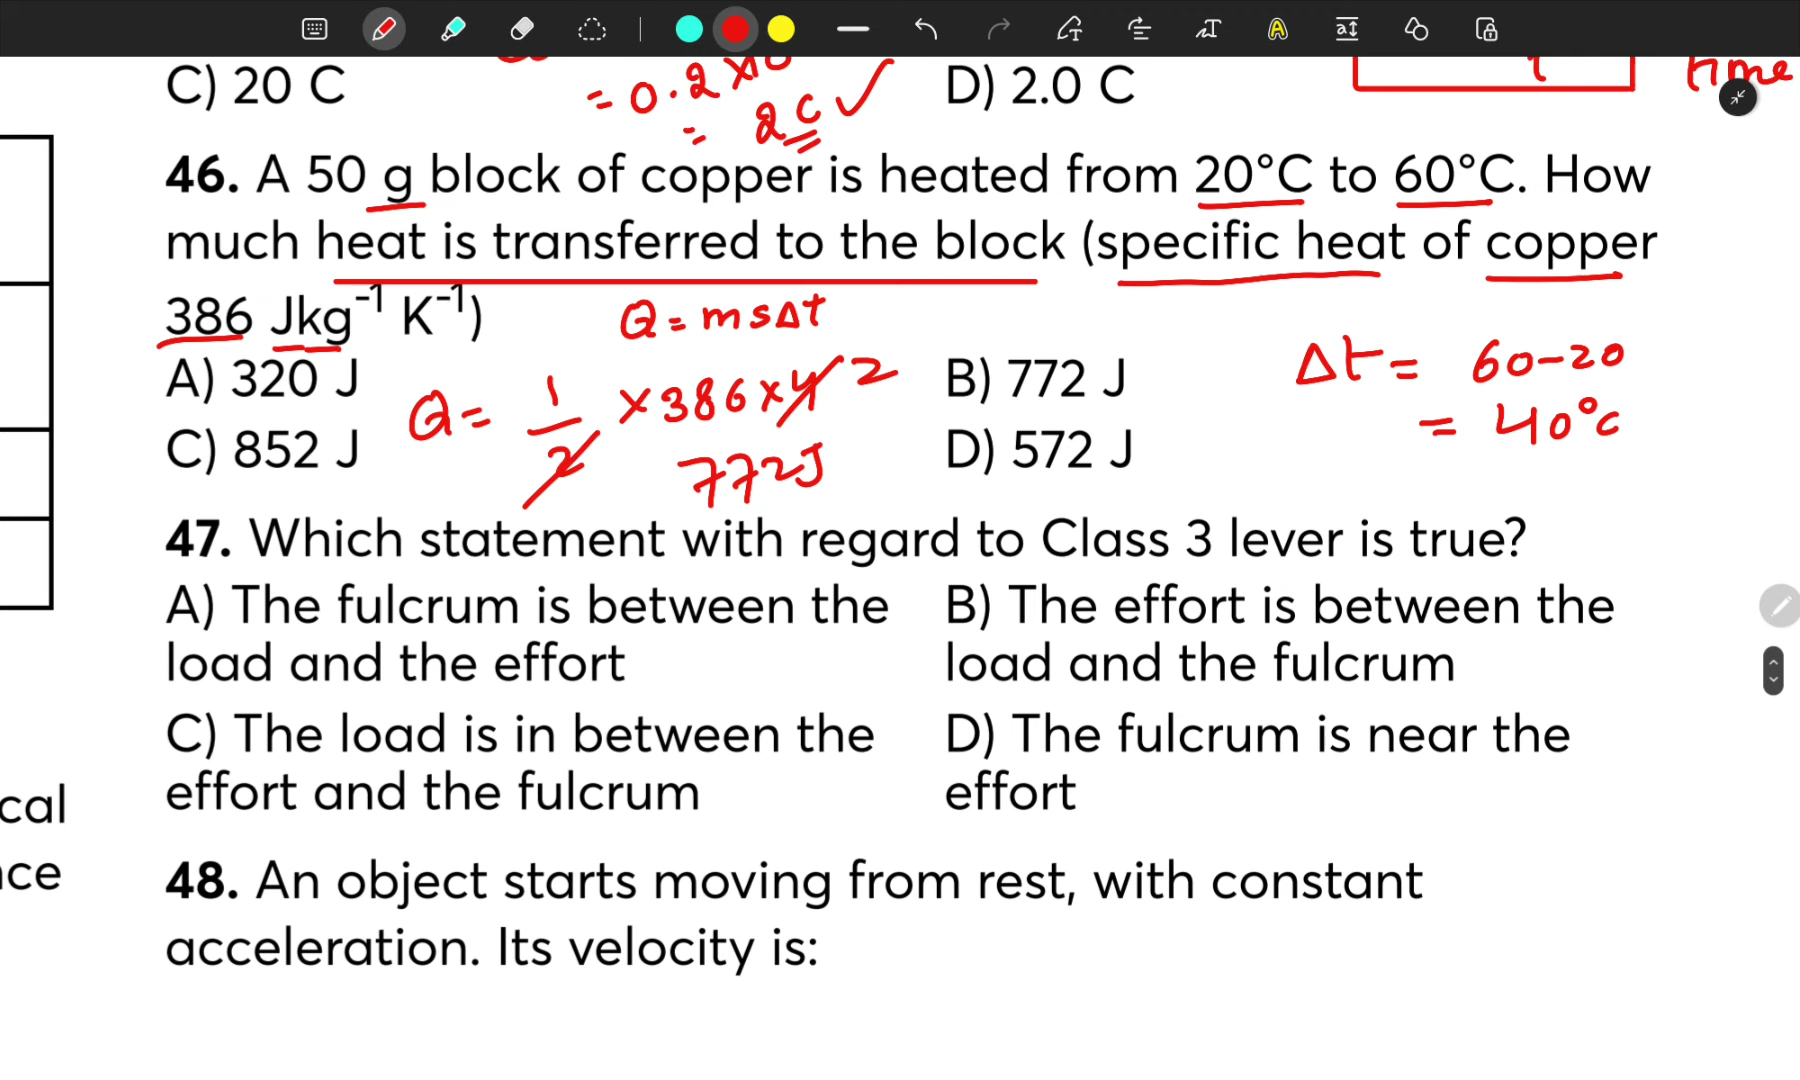 C) 20 C
= 0.2 x10
= 2C ✓
D) 2.0 C
time
46. A 50 g block of copper is heated from 20°C to 60°C. How
much heat is transferred to the block (specific heat of copper
386 Jkg⁻¹ K⁻¹)
Q = msΔt
A) 320 J
B) 772 J
Q = 1/2 x 386 x 4 2
Δt = 60-20
= 40°C
C) 852 J
772J
D) 572 J
47. Which statement with regard to Class 3 lever is true?
A) The fulcrum is between the
load and the effort
B) The effort is between the
load and the fulcrum
C) The load is in between the
effort and the fulcrum
D) The fulcrum is near the
effort
cal
ce
48. An object starts moving from rest, with constant
acceleration. Its velocity is: